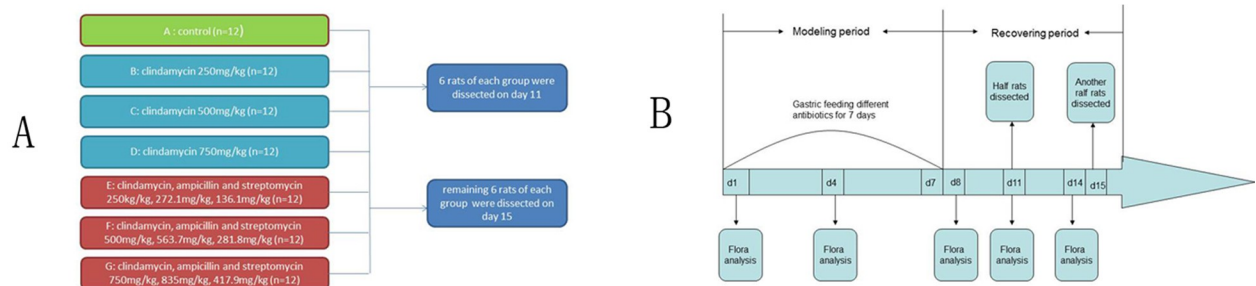 A
A : control (n=12)
B: clindamycin 250mg/kg (n=12)
C: clindamycin 500mg/kg (n=12)
D: clindamycin 750mg/kg (n=12)
E: clindamycin, ampicillin and streptomycin
250kg/kg, 272.1mg/kg, 136.1mg/kg (n=12)
F: clindamycin, ampicillin and streptomycin
500mg/kg, 563.7mg/kg, 281.8mg/kg (n=12)
G: clindamycin, ampicillin and streptomycin
750mg/kg, 835mg/kg, 417.9mg/kg (n=12)
6 rats of each group were
dissected on day 11
remaining 6 rats of each
group were dissected on
day 15
B
Modeling period
Recovering period
Gastric feeding different
antibiotics for 7 days
Half rats
dissected
Another
ralf rats
dissected
d1
d4
d7
d8
d11
d14
d15
Flora
analysis
Flora
analysis
Flora
analysis
Flora
analysis
Flora
analysis